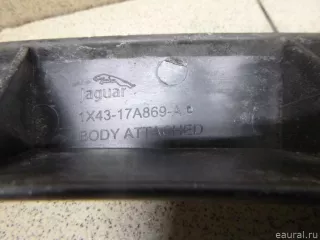 Jaguar
1X43-17A869-A
BODY ATTACHED
eaural.ru